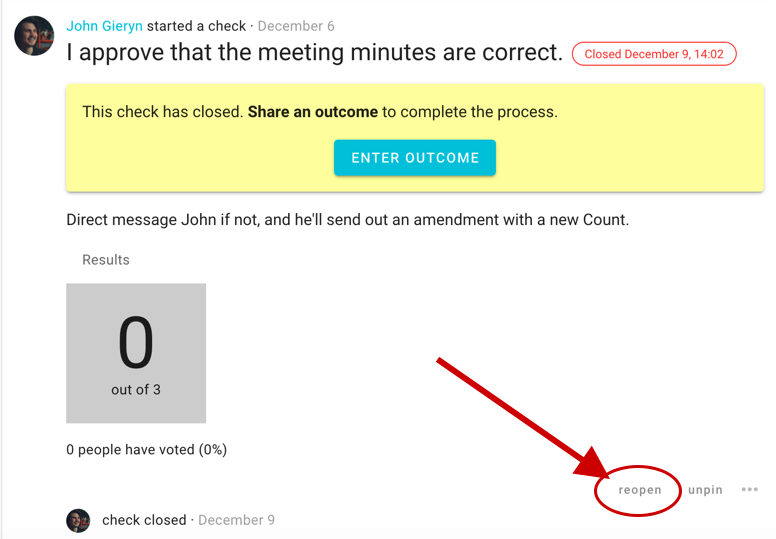 John Gieryn started a check · December 6
I approve that the meeting minutes are correct. Closed December 9, 14:02
This check has closed. Share an outcome to complete the process.
ENTER OUTCOME
Direct message John if not, and he'll send out an amendment with a new Count.
Results
0
out of 3
0 people have voted (0%)
reopen unpin
check closed · December 9